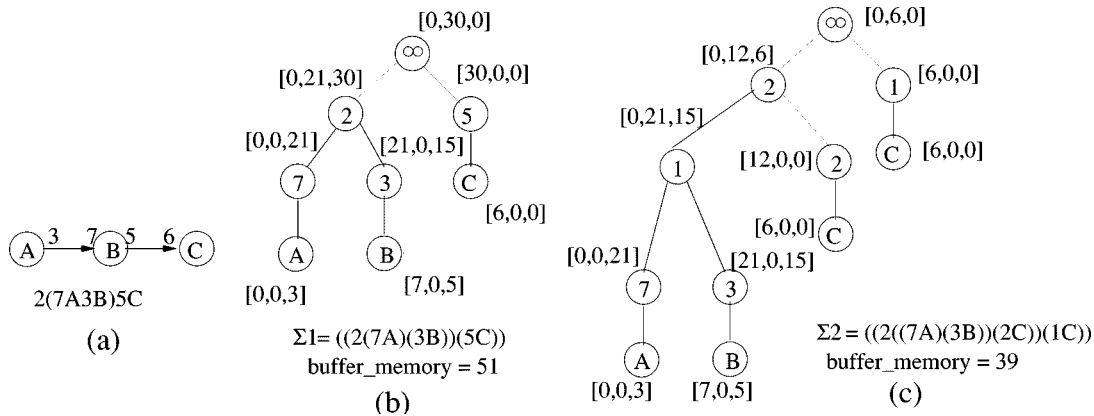 A 3 7 B 5 6 C
2(7A3B)5C
(a)
[0,30,0]
∞
[0,21,30]
[30,0,0]
2
5
[0,0,21]
[21,0,15]
7
3
C
[6,0,0]
A
B
[0,0,3]
[7,0,5]
Σ1= ((2(7A)(3B))(5C))
buffer_memory = 51
(b)
[0,6,0]
∞
[0,12,6]
[6,0,0]
2
1
[0,21,15]
C
[6,0,0]
1
[12,0,0]
2
[6,0,0]
C
[0,0,21]
[21,0,15]
7
3
A
B
[0,0,3]
[7,0,5]
Σ2 = ((2((7A)(3B))(2C))(1C))
buffer_memory = 39
(c)